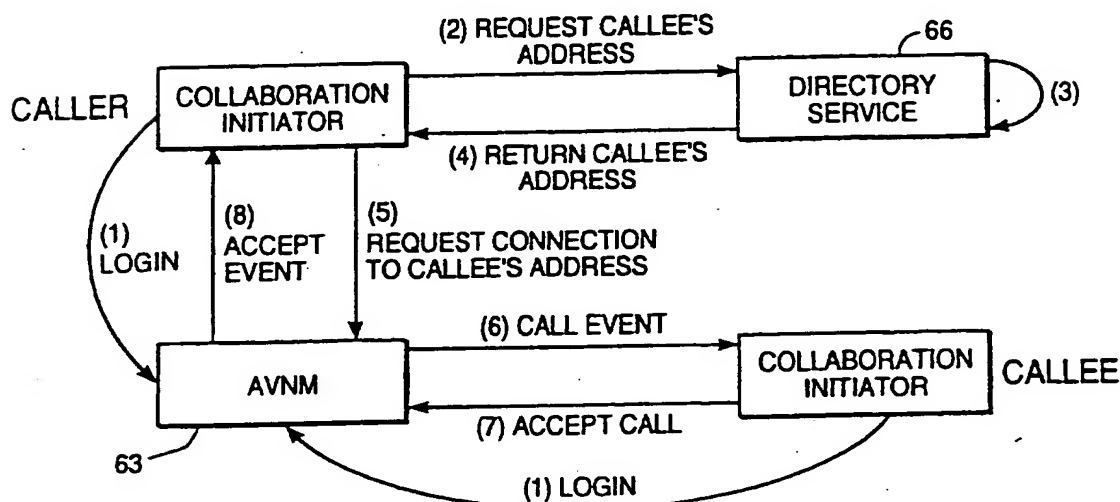 (2) REQUEST CALLEE'S
ADDRESS
66
CALLER
COLLABORATION
INITIATOR
DIRECTORY
SERVICE
(3)
(4) RETURN CALLEE'S
ADDRESS
(1)
LOGIN
(8)
ACCEPT
EVENT
(5)
REQUEST CONNECTION
TO CALLEE'S ADDRESS
(6) CALL EVENT
AVNM
COLLABORATION
INITIATOR
CALLEE
(7) ACCEPT CALL
63
(1) LOGIN